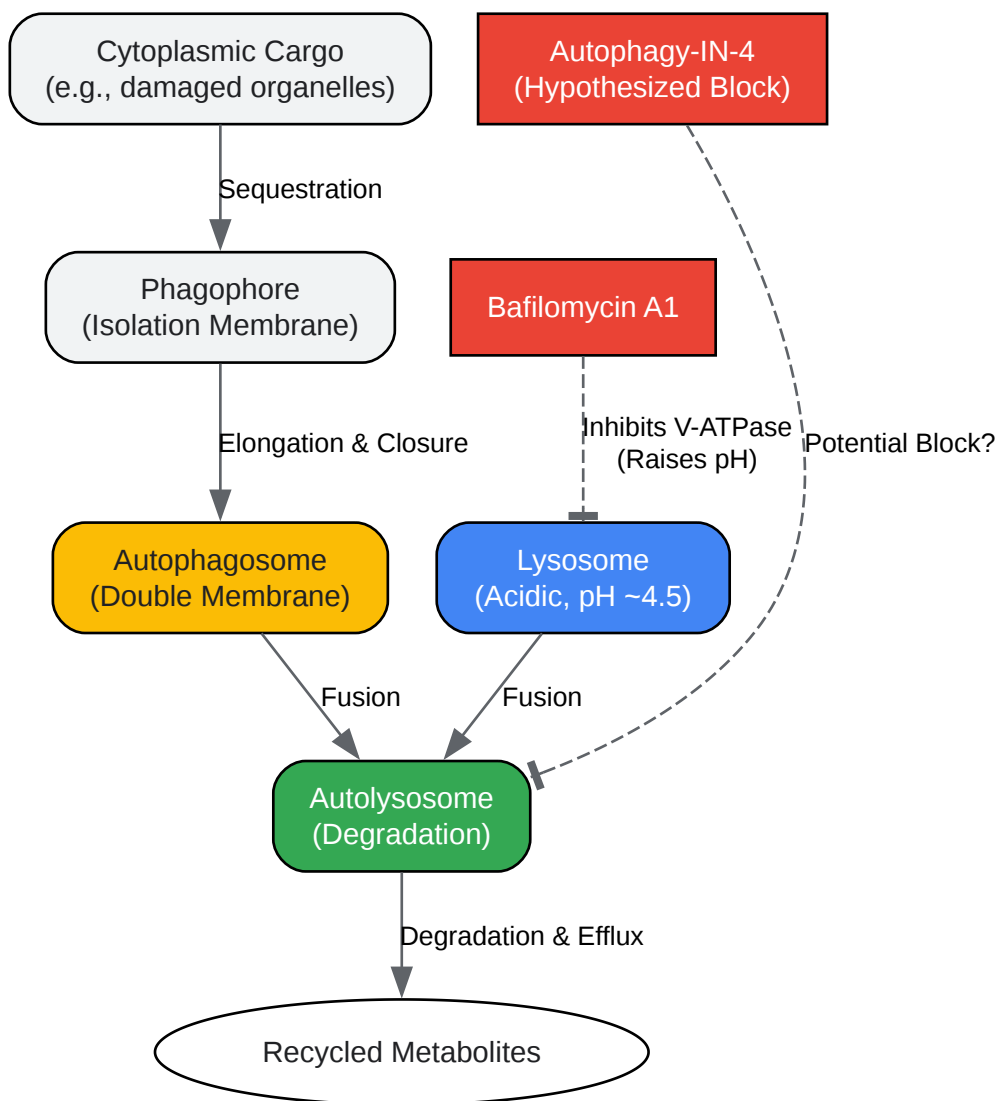 Cytoplasmic Cargo
(e.g., damaged organelles)
Autophagy-IN-4
(Hypothesized Block)
Sequestration
Phagophore
(Isolation Membrane)
Bafilomycin A1
Elongation & Closure
Inhibits V-ATPase
(Raises pH)
Potential Block?
Autophagosome
(Double Membrane)
Lysosome
(Acidic, pH ~4.5)
Fusion
Fusion
Autolysosome
(Degradation)
Degradation & Efflux
Recycled Metabolites